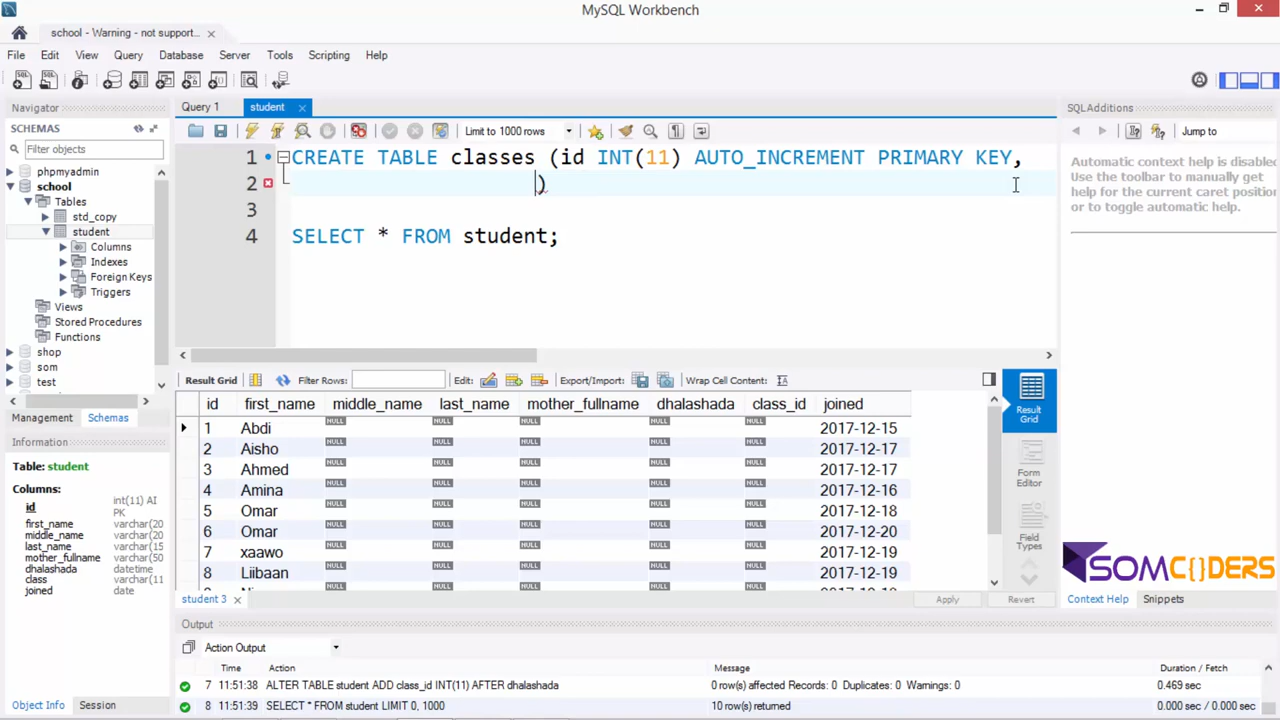 MySQL Workbench
school - Warning - not support...
File Edit View Query Database Server Tools Scripting Help
Navigator
SCHEMAS
Filter objects
phpmyadmin
school
Tables
std_copy
student
Columns
Indexes
Foreign Keys
Triggers
Views
Stored Procedures
Functions
shop
som
test
Management Schemas
Information
Table: student
Columns:
id int(11) AI
PK
first_name varchar(20
middle_name varchar(20
last_name varchar(15
mother_fullname varchar(50
dhalashada datetime
class varchar(11
joined date
Object Info Session
Query 1 student
Limit to 1000 rows
1 CREATE TABLE classes (id INT(11) AUTO_INCREMENT PRIMARY KEY,
2 )
3
4 SELECT * FROM student;
Result Grid Filter Rows: Edit: Export/Import: Wrap Cell Content:
id first_name middle_name last_name mother_fullname dhalashada class_id joined
1 Abdi NULL NULL NULL NULL NULL 2017-12-15
2 Aisho NULL NULL NULL NULL NULL 2017-12-17
3 Ahmed NULL NULL NULL NULL NULL 2017-12-17
4 Amina NULL NULL NULL NULL NULL 2017-12-16
5 Omar NULL NULL NULL NULL NULL 2017-12-18
6 Omar NULL NULL NULL NULL NULL 2017-12-20
7 xaawo NULL NULL NULL NULL NULL 2017-12-19
8 Liibaan NULL NULL NULL NULL NULL 2017-12-19
Result
Grid
Form
Editor
Field
Types
student 3 Apply Revert
SQLAdditions
Jump to
Automatic context help is disable
Use the toolbar to manually get
help for the current caret position
or to toggle automatic help.
SOMC{}DERS
Context Help Snippets
Output
Action Output
Time Action Message Duration / Fetch
7 11:51:38 ALTER TABLE student ADD class_id INT(11) AFTER dhalashada 0 row(s) affected Records: 0 Duplicates: 0 Warnings: 0 0.469 sec
8 11:51:39 SELECT * FROM student LIMIT 0, 1000 10 row(s) returned 0.000 sec / 0.000 sec